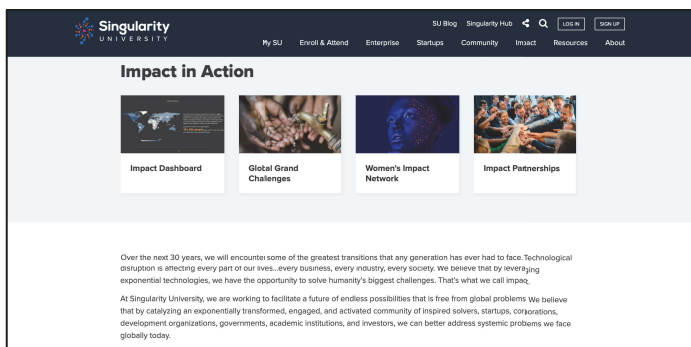 Singularity
UNIVERSITY
SU Blog Singularity Hub LOG IN SIGN UP
My SU Enroll & Attend Enterprise Startups Community Impact Resources About
Impact in Action
Impact Dashboard
Global Grand
Challenges
Women's Impact
Network
Impact Partnerships
Over the next 30 years, we will encounter some of the greatest transitions that any generation has ever had to face. Technological
disruption is affecting every part of our lives...every business, every industry, every society. We believe that by leveraging
exponential technologies, we have the opportunity to solve humanity's biggest challenges. That's what we call impact.
At Singularity University, we are working to facilitate a future of endless possibilities that is free from global problems We believe
that by catalyzing an exponentially transformed, engaged, and activated community of inspired solvers, startups, corporations,
development organizations, governments, academic institutions, and investors, we can better address systemic problems we face
globally today.